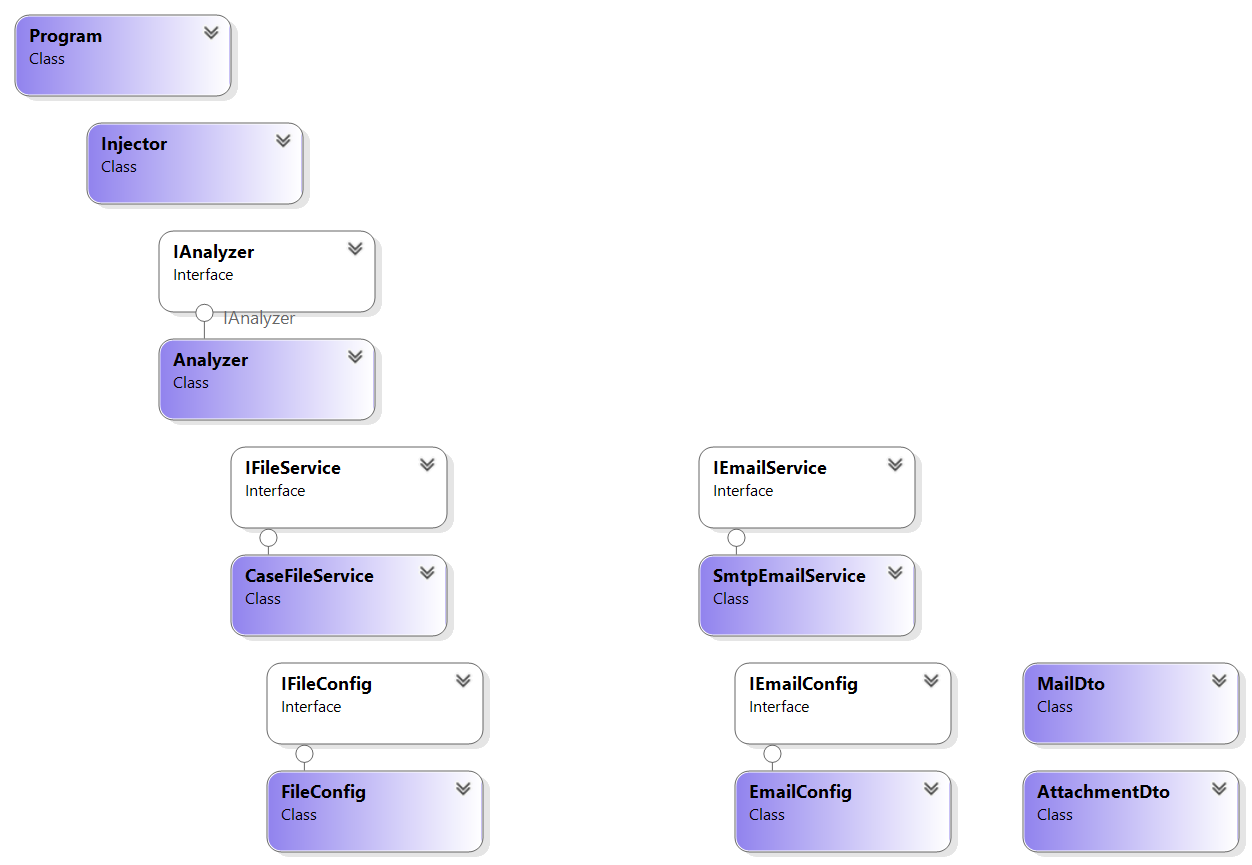 Program
Class
Injector
Class
IAnalyzer
Interface
IAnalyzer
Analyzer
Class
IFileService
Interface
IEmailService
Interface
CaseFileService
Class
SmtpEmailService
Class
IFileConfig
Interface
IEmailConfig
Interface
MailDto
Class
FileConfig
Class
EmailConfig
Class
AttachmentDto
Class